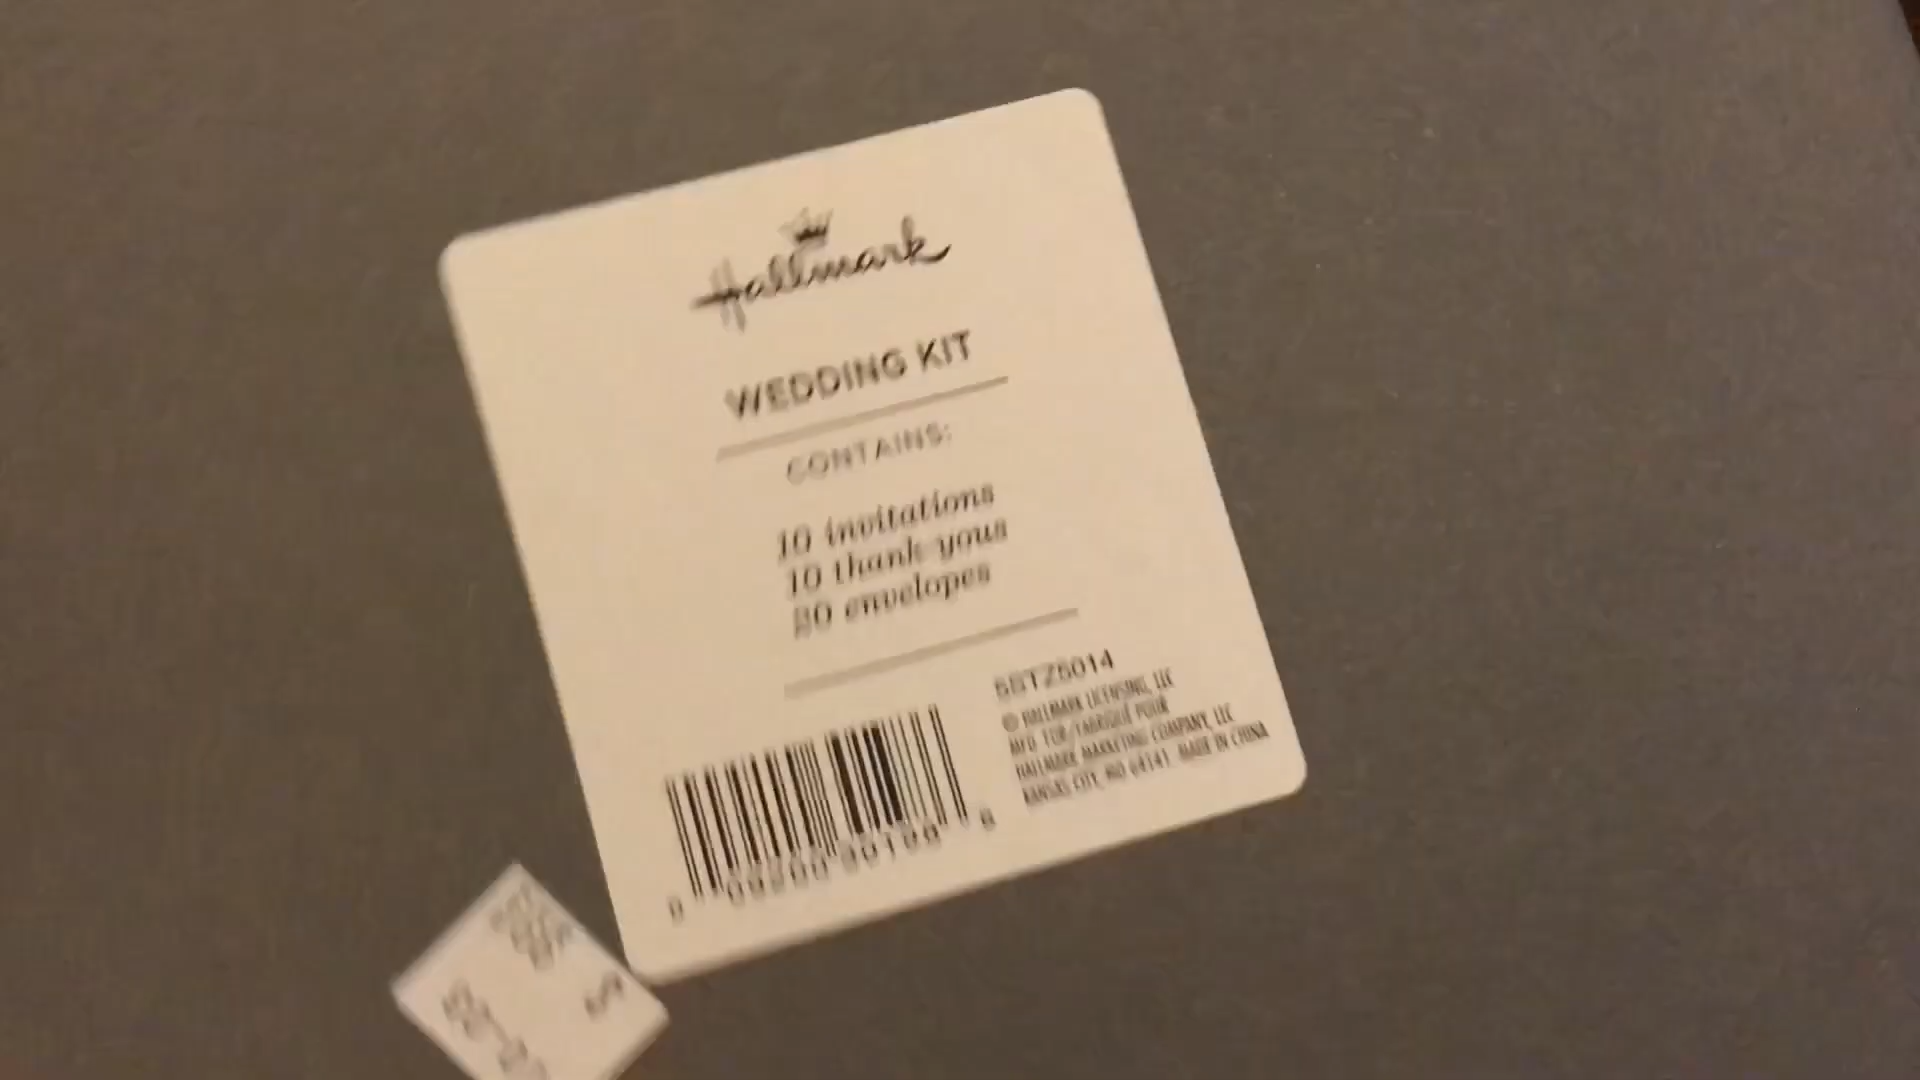 Hallmark
WEDDING KIT
CONTAINS:
10 invitations
10 thank-yous
20 envelopes
5STZ5014
© HALLMARK LICENSING, LLC
MFD. FOR/FABRIQUÉ POUR
HALLMARK MARKETING COMPANY, LLC
KANSAS CITY, MO 64141 MADE IN CHINA